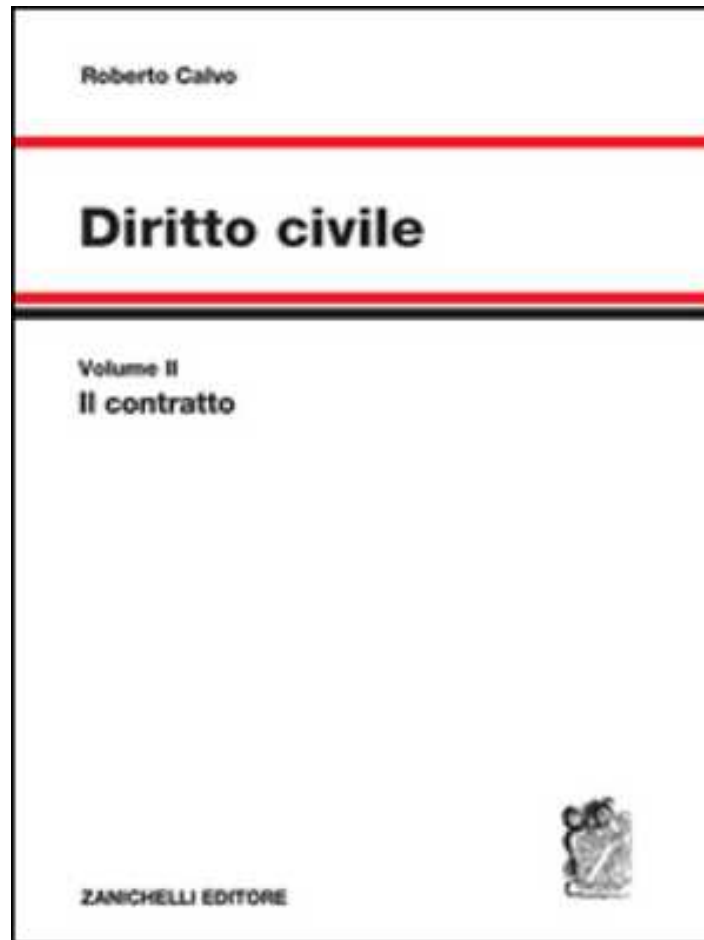 Roberto Calvo
Diritto civile
Volume II
Il contratto
ZANICHELLI EDITORE